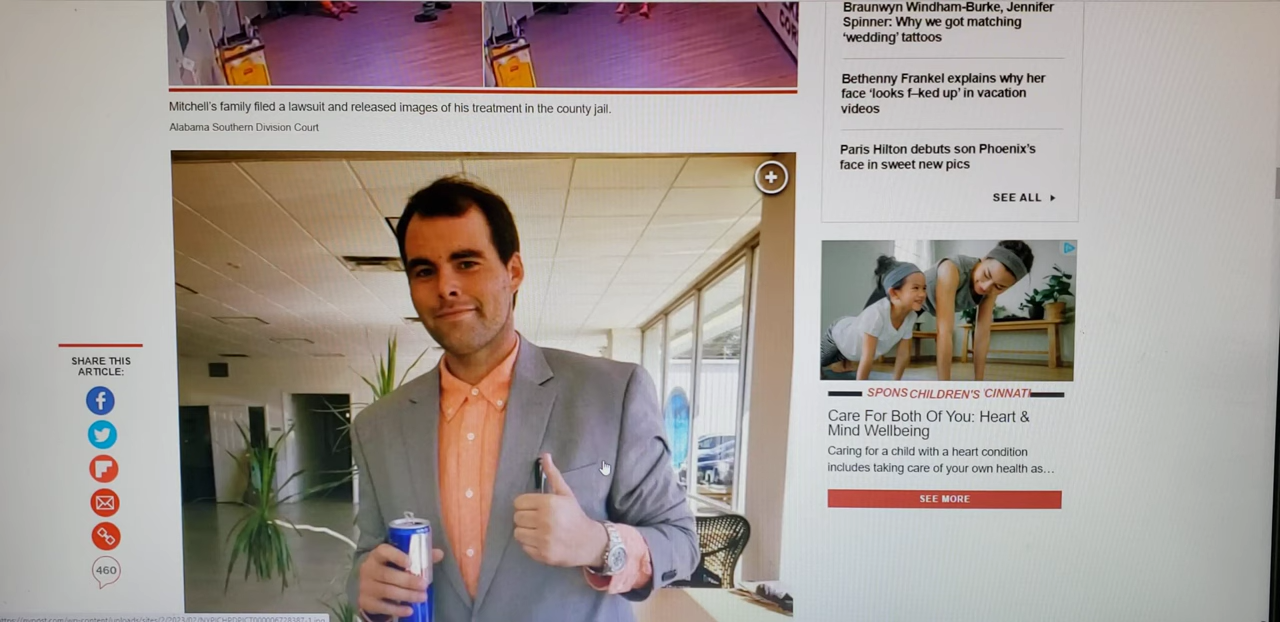 Braunwyn Windham-Burke, Jennifer
Spinner: Why we got matching
‘wedding’ tattoos
Bethenny Frankel explains why her
face ‘looks f–ked up’ in vacation
videos
Paris Hilton debuts son Phoenix’s
face in sweet new pics
SEE ALL
Mitchell’s family filed a lawsuit and released images of his treatment in the county jail.
Alabama Southern Division Court
SHARE THIS
ARTICLE:
460
SPONS CHILDREN'S 'CINNATI
Care For Both Of You: Heart &
Mind Wellbeing
Caring for a child with a heart condition
includes taking care of your own health as…
SEE MORE